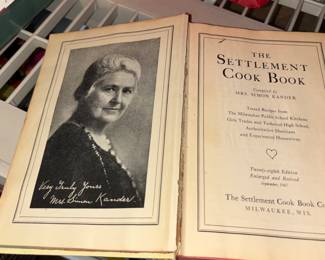 Very Truly Yours
Mrs. Simon Kander.
THE
SETTLEMENT
COOK BOOK
Compiled by
MRS. SIMON KANDER
Tested Recipes from
The Milwaukee Public School Kitchens,
Girls Trades and Technical High School,
Authoritative Dietitians
and Experienced Housewives
Twenty-eighth Edition
Enlarged and Revised
September, 1947
The Settlement Cook Book Co.
MILWAUKEE, WIS.